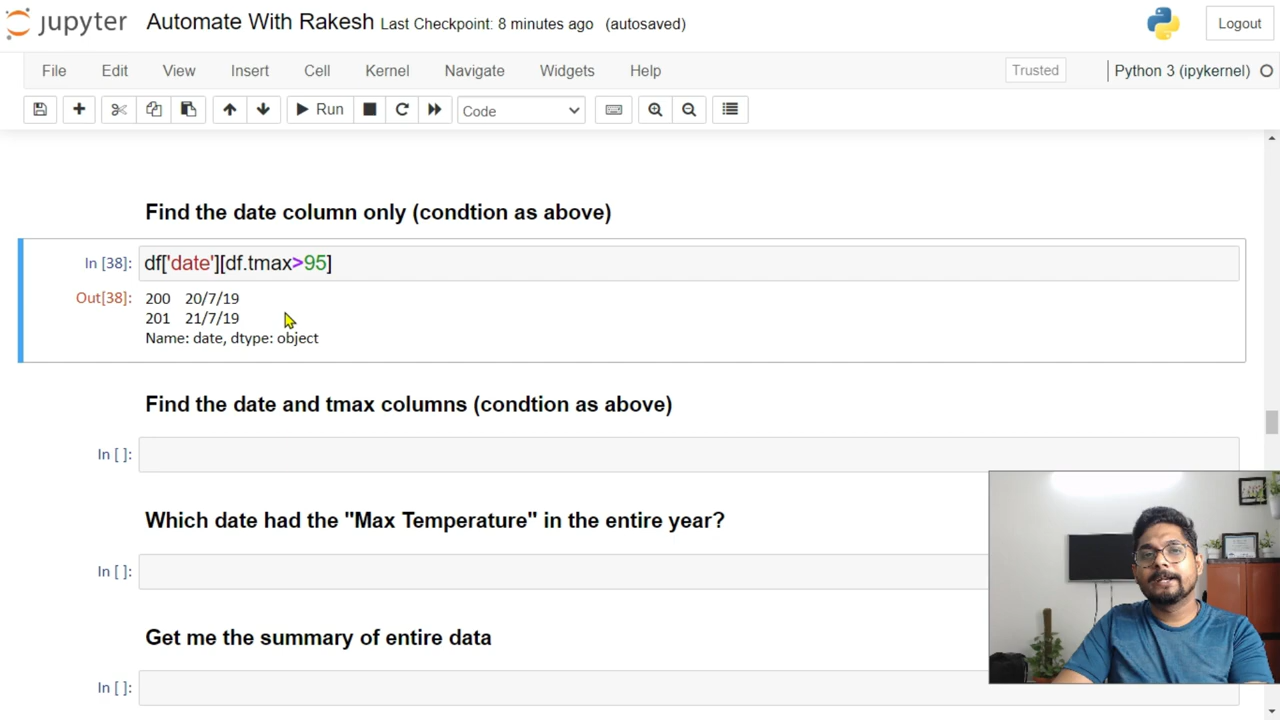 jupyter Automate With Rakesh Last Checkpoint: 8 minutes ago (autosaved) Logout
File Edit View Insert Cell Kernel Navigate Widgets Help Trusted Python 3 (ipykernel)
Run Code
Find the date column only (condtion as above)
In [38]: df['date'][df.tmax>95]
Out[38]: 200 20/7/19
201 21/7/19
Name: date, dtype: object
Find the date and tmax columns (condtion as above)
In [ ]:
Which date had the "Max Temperature" in the entire year?
In [ ]:
Get me the summary of entire data
In [ ]: